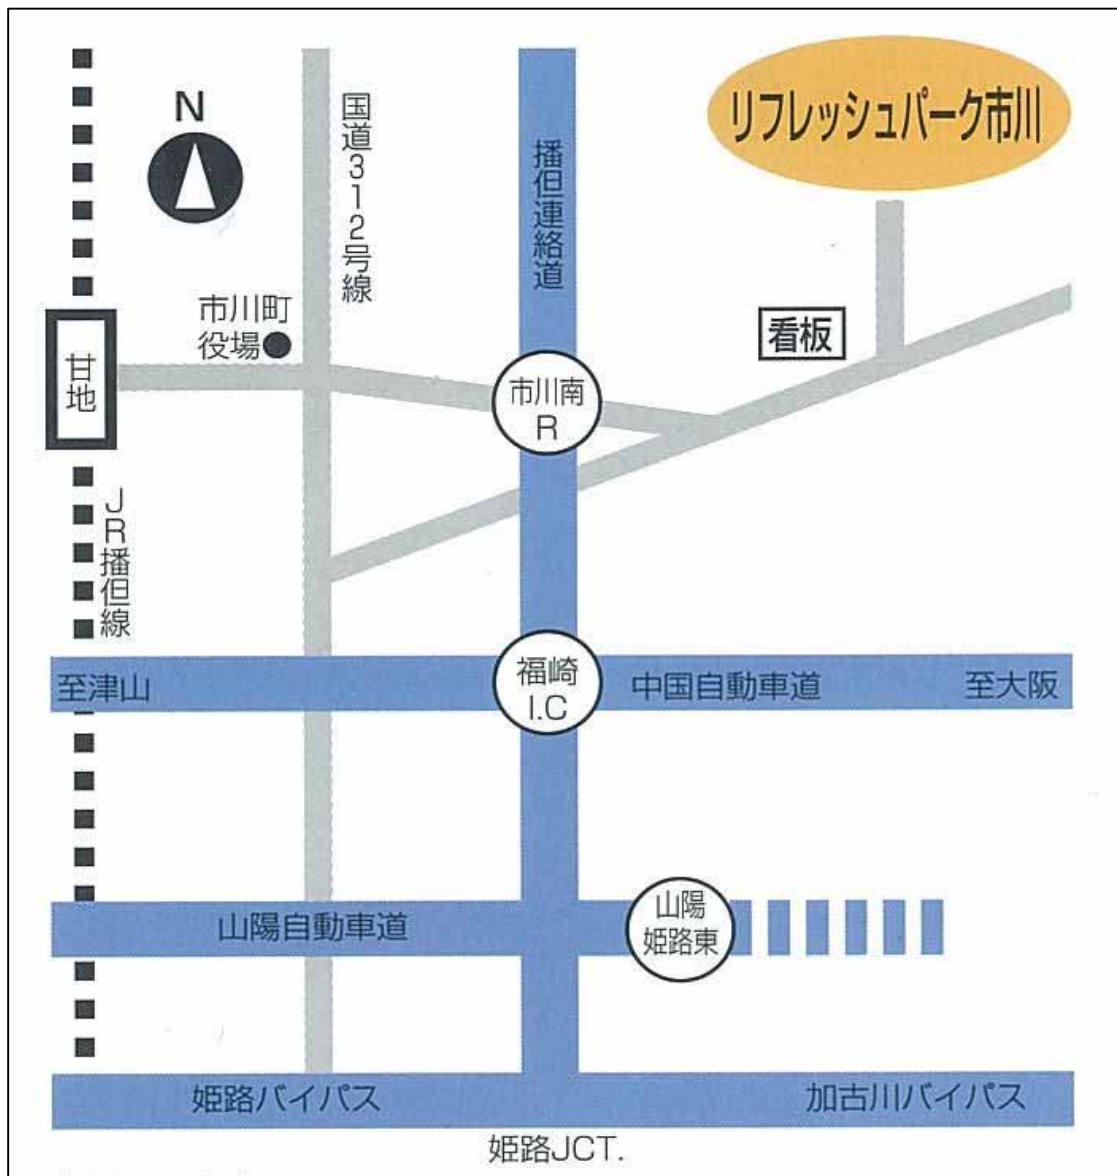 リフレッシュパーク市川
N
国道312号線
播但連絡道
市川町
役場
看板
甘地
市川南
R
JR播但線
至津山
福崎
I.C
中国自動車道
至大阪
山陽自動車道
山陽
姫路東
姫路バイパス
加古川バイパス
姫路JCT.